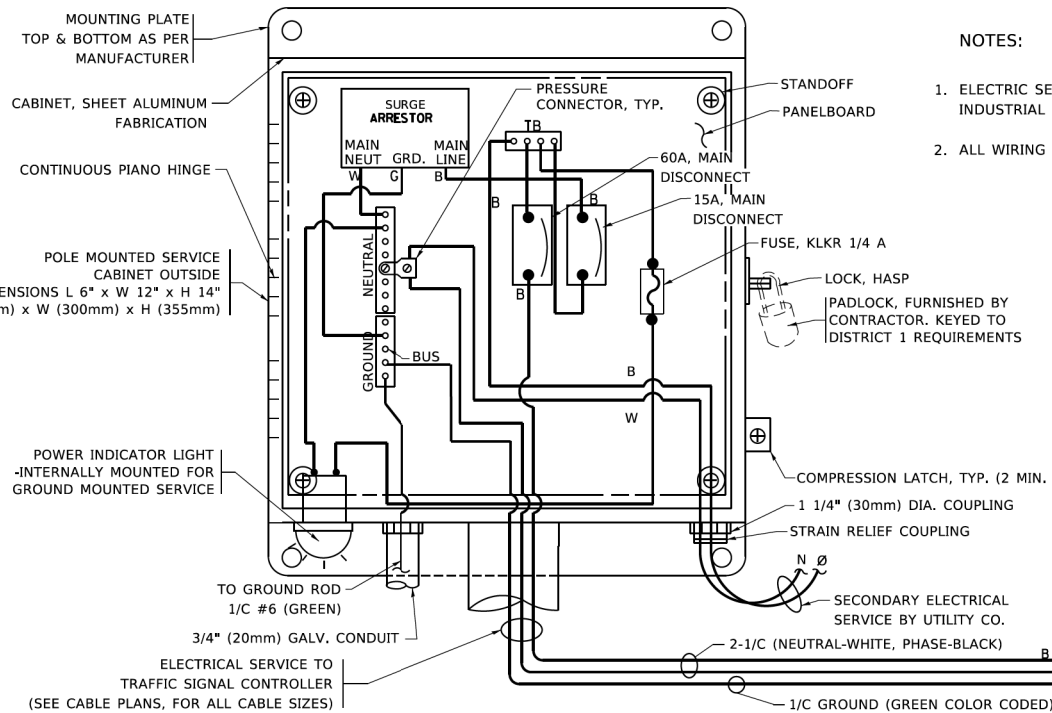 MOUNTING PLATE
TOP & BOTTOM AS PER
MANUFACTURER
CABINET, SHEET ALUMINUM
FABRICATION
CONTINUOUS PIANO HINGE
POLE MOUNTED SERVICE
CABINET OUTSIDE
L 6" x W 12" x H 14"
x W (300mm) x H (355mm)
POWER INDICATOR LIGHT
-INTERNALLY MOUNTED FOR
GROUND MOUNTED SERVICE
TO GROUND ROD
1/C #6 (GREEN)
3/4" (20mm) GALV. CONDUIT
ELECTRICAL SERVICE TO
TRAFFIC SIGNAL CONTROLLER
(SEE CABLE PLANS, FOR ALL CABLE SIZES)
SURGE
ARRESTOR
MAIN
NEUT
GRD.
MAIN
LINE
W
G
B
PRESSURE
CONNECTOR, TYP.
TB
NEUTRAL
GROUND
BUS
B
B
B
B
W
STANDOFF
PANELBOARD
60A, MAIN
DISCONNECT
15A, MAIN
DISCONNECT
FUSE, KLKR 1/4 A
LOCK, HASP
PADLOCK, FURNISHED BY
CONTRACTOR. KEYED TO
DISTRICT 1 REQUIREMENTS
COMPRESSION LATCH, TYP. (2 MIN.
1 1/4" (30mm) DIA. COUPLING
STRAIN RELIEF COUPLING
N Ø
SECONDARY ELECTRICAL
SERVICE BY UTILITY CO.
2-1/C (NEUTRAL-WHITE, PHASE-BLACK)
B
1/C GROUND (GREEN COLOR CODED)
NOTES:
1. ELECTRIC
INDUSTRIAL
2. ALL WIRING